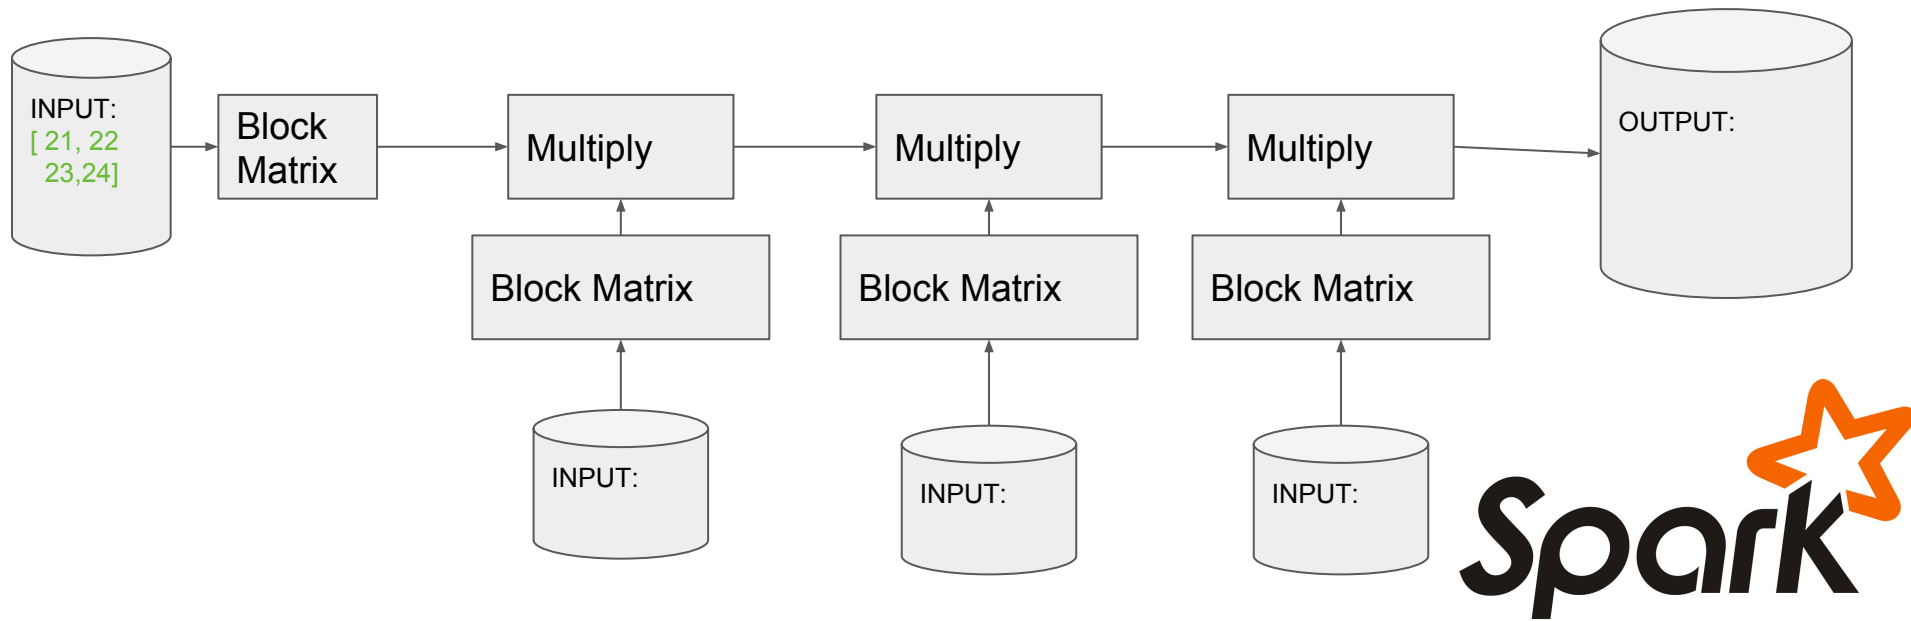 INPUT:
[ 21, 22
23,24]
Block
Matrix
Multiply
Multiply
Multiply
OUTPUT:
Block Matrix
Block Matrix
Block Matrix
INPUT:
INPUT:
INPUT:
Spark